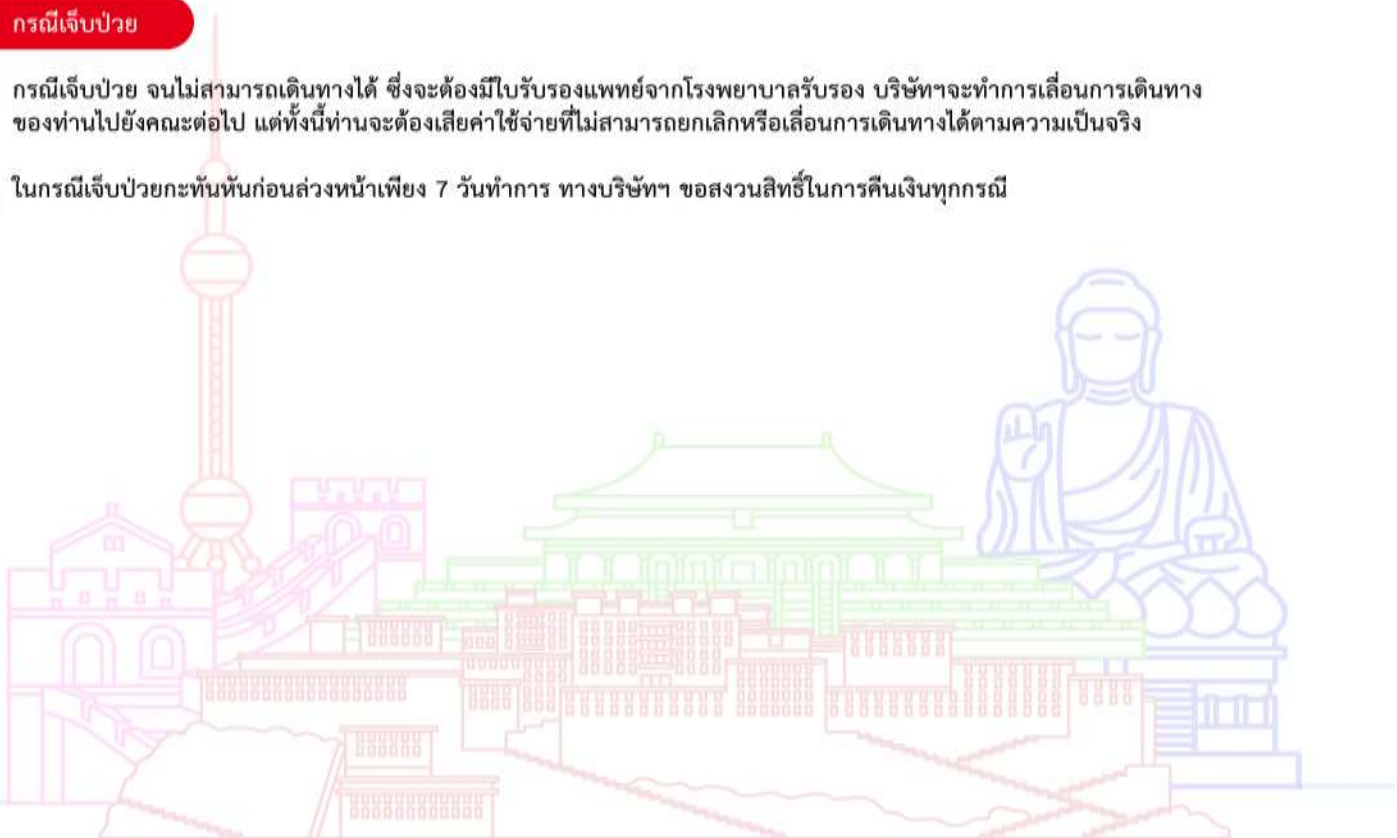 กรณีเจ็บป่วย
กรณีเจ็บป่วย จนไม่สามารถเดินทางได้ ซึ่งจะต้องมีใบรับรองแพทย์จากโรงพยาบาลรับรอง บริษัทฯจะทำการเลื่อนการเดินทาง
ของท่านไปยังคณะต่อไป แต่ทั้งนี้ท่านจะต้องเสียค่าใช้จ่ายที่ไม่สามารถยกเลิกหรือเลื่อนการเดินทางได้ตามความเป็นจริง
ในกรณีเจ็บป่วยกะทันหันก่อนล่วงหน้าเพียง 7 วันทำการ ทางบริษัทฯ ขอสงวนสิทธิ์ในการคืนเงินทุกกรณี